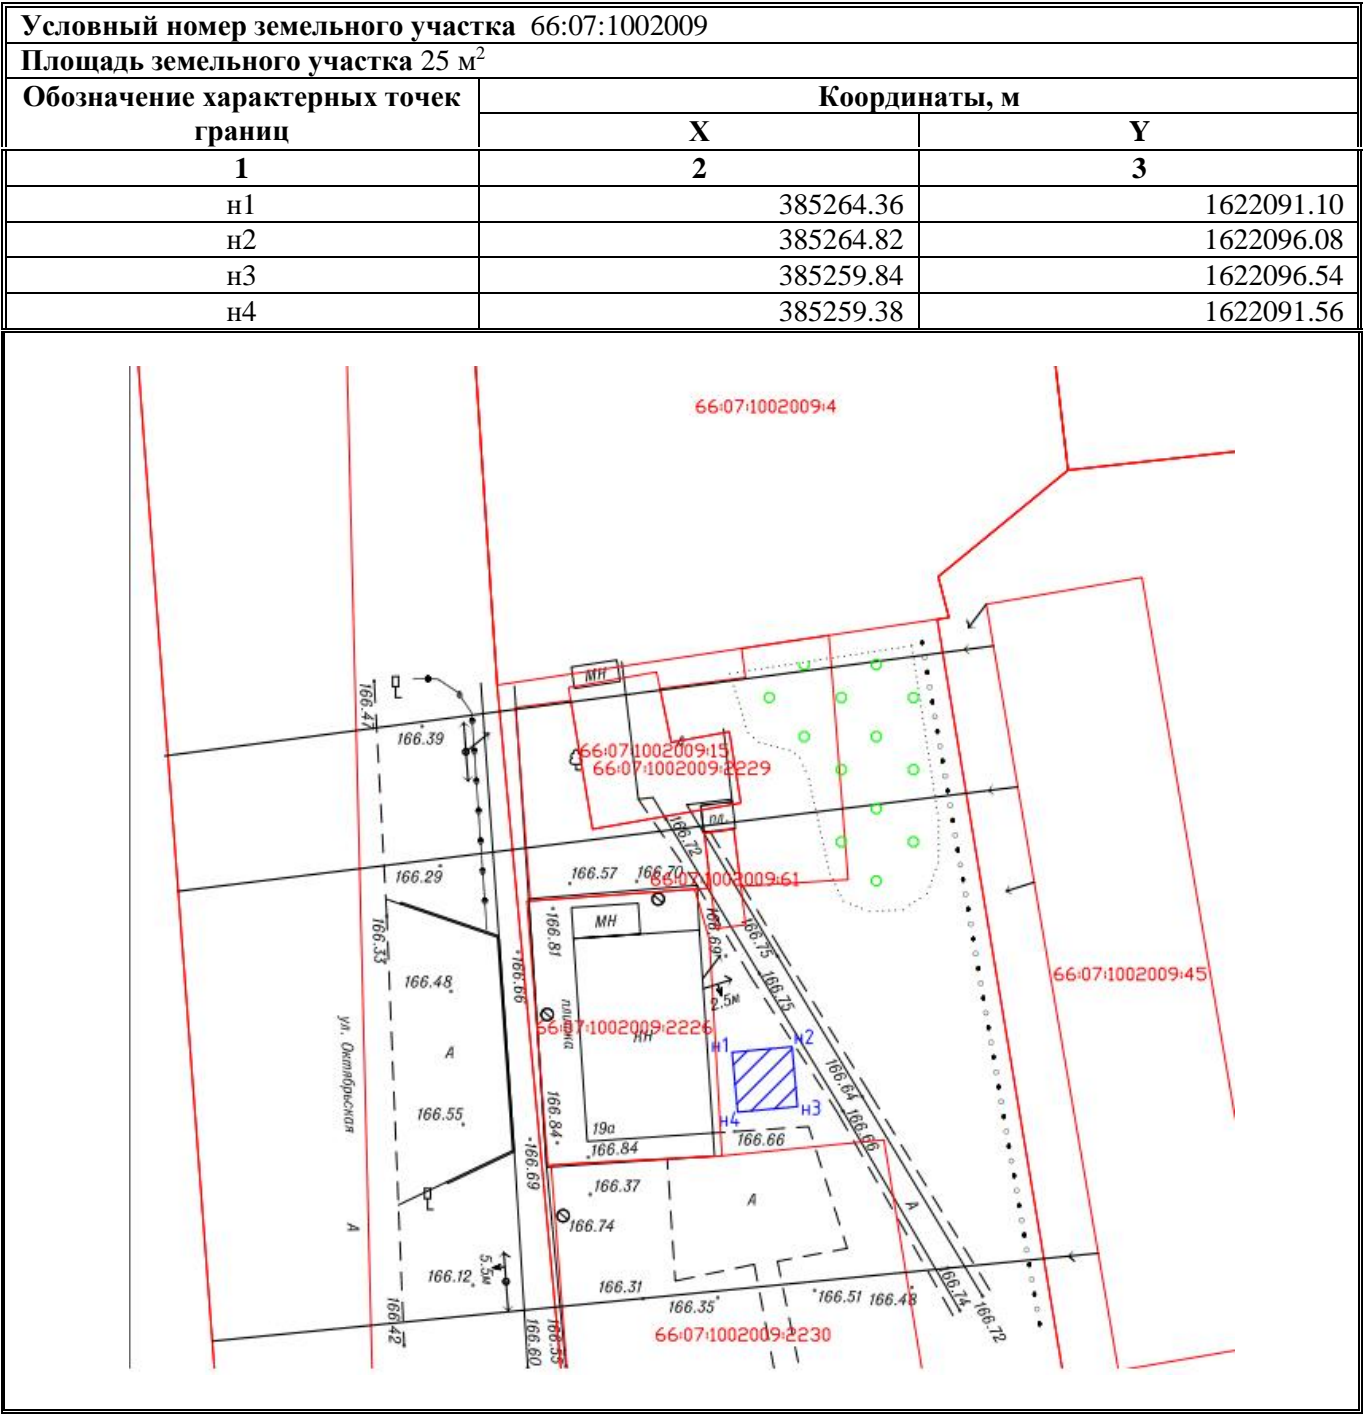 Условный номер земельного участка 66:07:1002009
Площадь земельного участка 25 м²
Обозначение характерных точек границ
Координаты, м
X
Y
1
2
3
н1
385264.36
1622091.10
н2
385264.82
1622096.08
н3
385259.84
1622096.54
н4
385259.38
1622091.56
66:07:1002009:4
МН
166.47
166.39
66:07:1002009:15
66:07:1002009:2229
пл.
166.72
166.29
166.57
166.70
66:07:1002009:61
МН
166.81
166.69
166.75
166.33
166.66
166.48
166.75
66:07:1002009:45
2.5м
плитка
66:07:1002009:2226
КН
ул. Октябрьская
н1
н2
А
166.64
н3
н4
166.55
166.84
19а
166.66
166.66
166.84
166.69
166.37
А
А
166.74
А
5.5м
166.12
166.31
166.35
166.51
166.48
166.74
166.72
166.42
166.60
166.55
66:07:1002009:2230